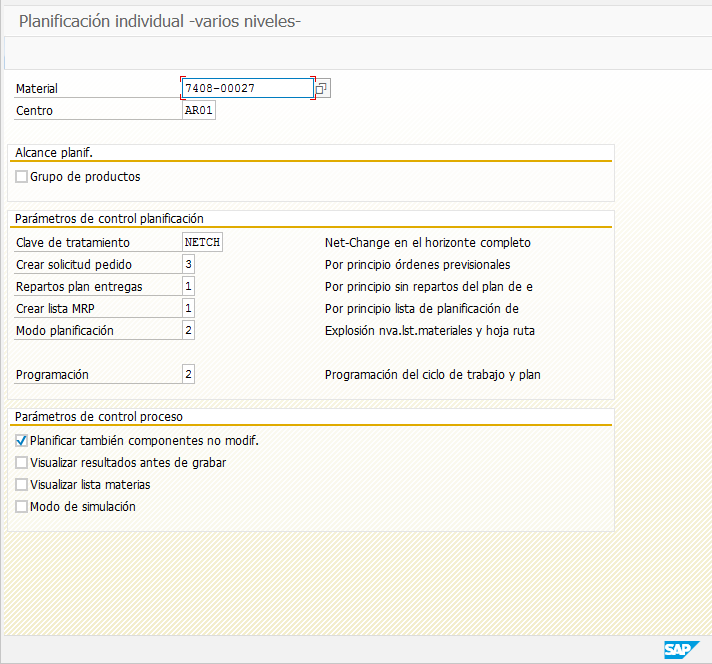 Planificación individual -varios niveles-
Material 7408-00027
Centro AR01
Alcance planif.
Grupo de productos
Parámetros de control planificación
Clave de tratamiento NETCH Net-Change en el horizonte completo
Crear solicitud pedido 3 Por principio órdenes previsionales
Repartos plan entregas 1 Por principio sin repartos del plan de e
Crear lista MRP 1 Por principio lista de planificación de
Modo planificación 2 Explosión nva.lst.materiales y hoja ruta
Programación 2 Programación del ciclo de trabajo y plan
Parámetros de control proceso
Planificar también componentes no modif.
Visualizar resultados antes de grabar
Visualizar lista materias
Modo de simulación
SAP